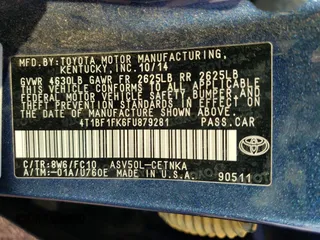 MFD.BY: TOYOTA MOTOR MANUFACTURING,
KENTUCKY, INC. 10/14
GVWR 4630LB GAWR FR 2625LB RR 2625LB
THIS VEHICLE CONFORMS TO ALL APPLICABLE
FEDERAL MOTOR VEHICLE SAFETY, BUMPER, AND
THEFT PREVENTION STANDARDS IN EFFECT ON
THE DATE OF MANUFACTURE SHOWN ABOVE.
4T1BF1FK6FU879281 PASS.CAR
C/TR:8W6/FC10 ASV50L-CETNKA
A/TM:-01A/U760E MADE IN U.S.A.
TOYOTA
90511